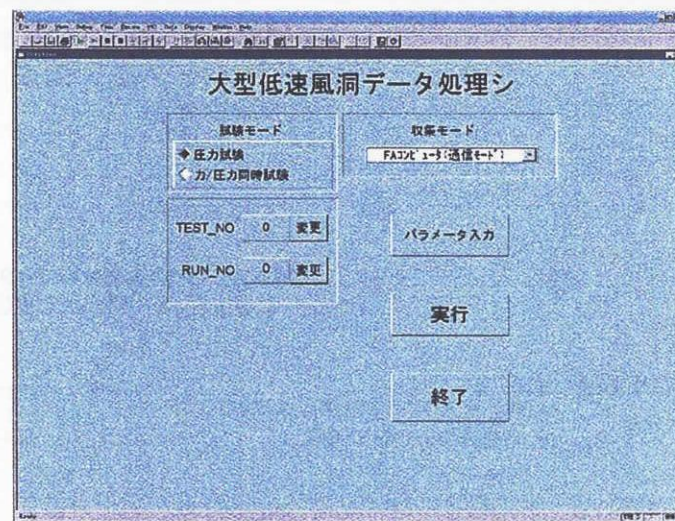 大型低速風洞データ処理シ
試験モード
圧力試験
力/圧力同時試験
収集モード
FAコンピュータ(通信モード)
TEST_NO 0 変更
RUN_NO 0 変更
パラメータ入力
実行
終了